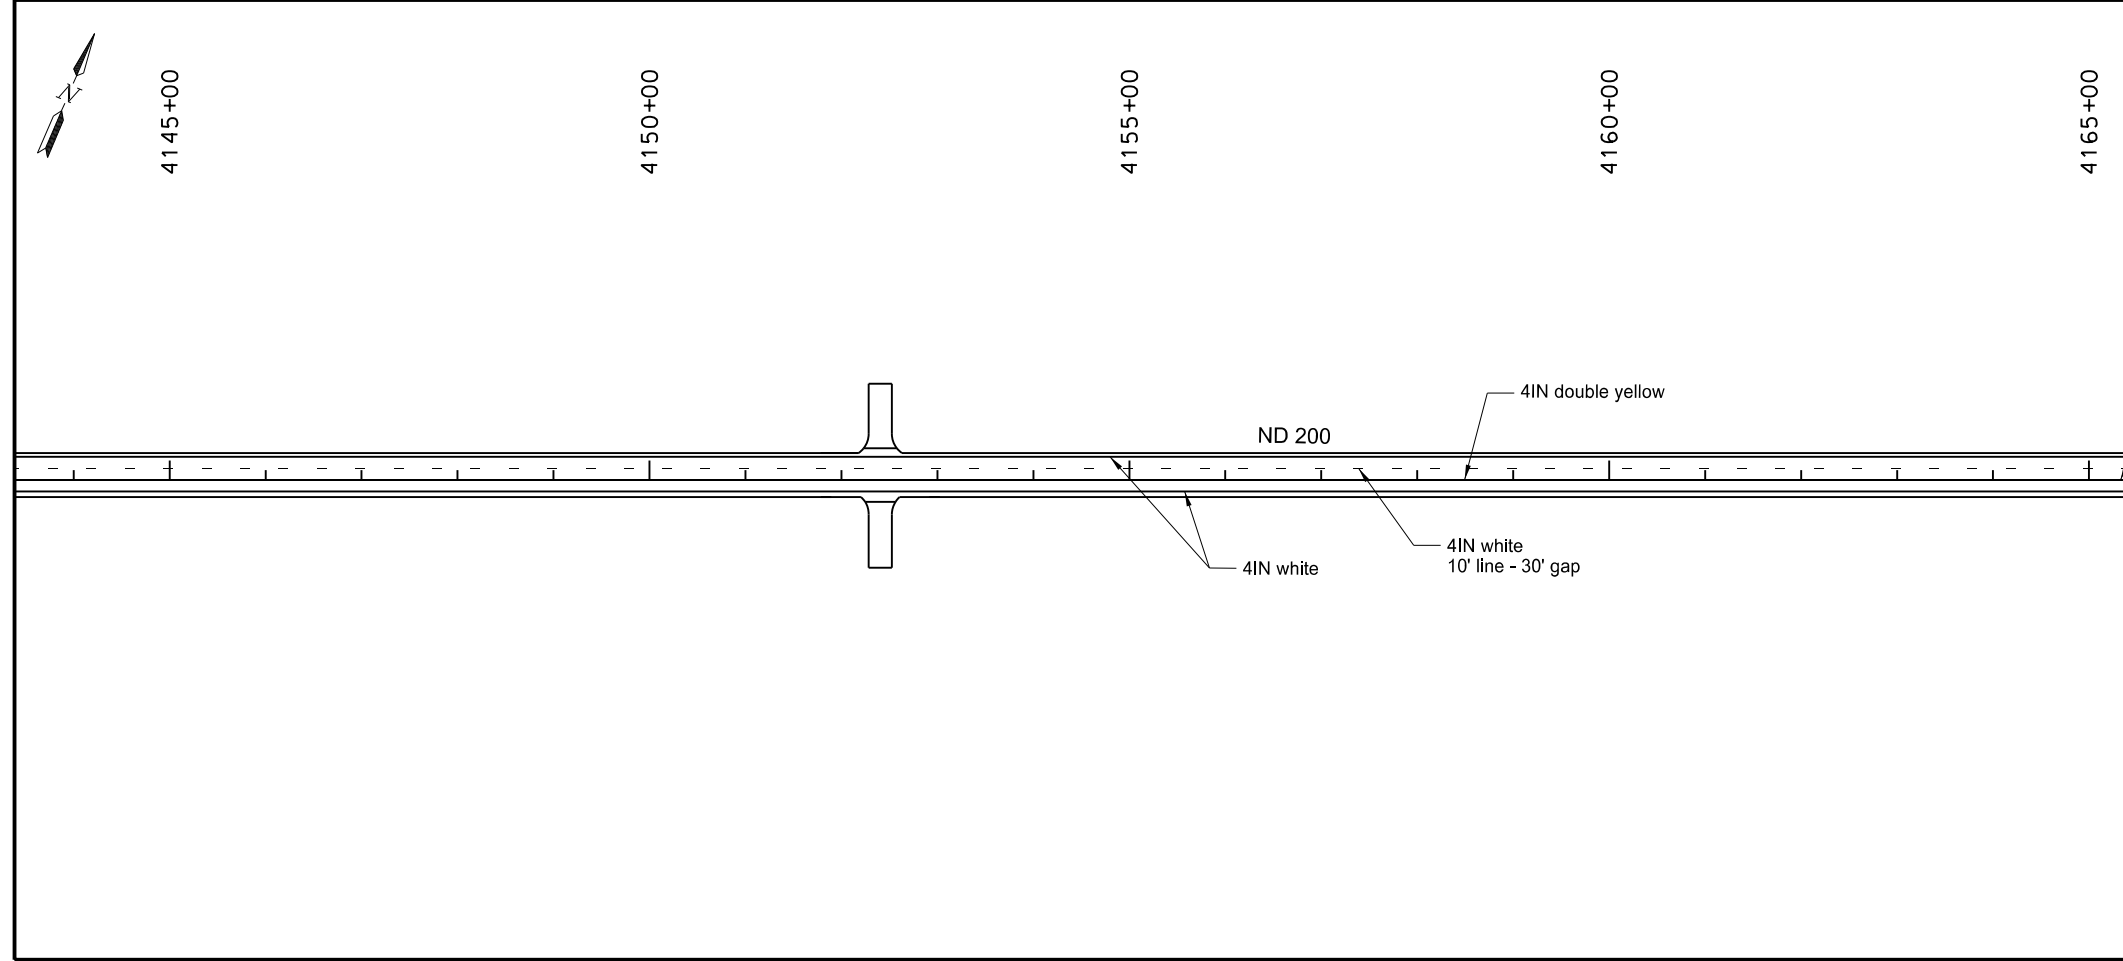 N
4145+00
4150+00
4155+00
4160+00
4165+00
4IN double yellow
ND 200
4IN white
10' line - 30' gap
4IN white